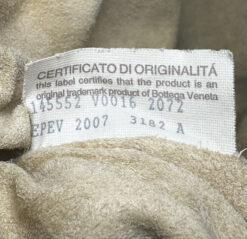 CERTIFICATO DI ORIGINALITÁ
this label certifies that the product is an
original trademark product of Bottega Veneta
145552 V0016 2072
EPEV 2007 3182 A